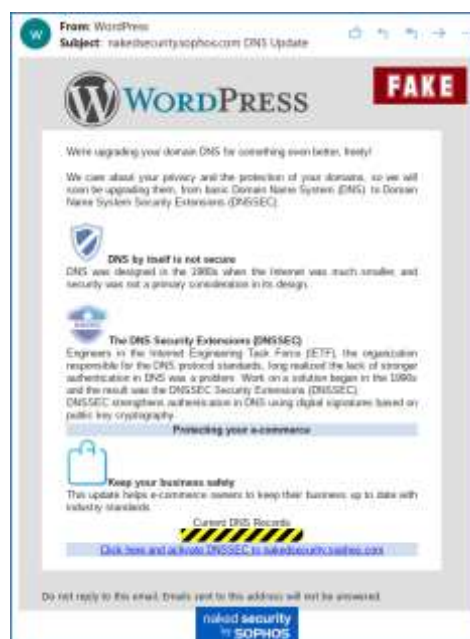 W
From: WordPress
Subject: nakedsecurity.sophos.com DNS Update
FAKE
WORDPRESS
We're upgrading your domain DNS for something even better, freely!
We care about your privacy and the protection of your domains, so we will
soon be upgrading them, from basic Domain Name System (DNS) to Domain
Name System Security Extensions (DNSSEC)
DNS by itself is not secure
DNS was designed in the 1980s when the Internet was much smaller, and
security was not a primary consideration in its design.
The DNS Security Extensions (DNSSEC)
Engineers in the Internet Engineering Task Force (IETF), the organization
responsible for the DNS protocol standards, long realized the lack of stronger
authentication in DNS was a problem. Work on a solution began in the 1990s
and the result was the DNSSEC Security Extensions (DNSSEC)
DNSSEC strengthens authentication in DNS using digital signatures based on
public key cryptography
Protecting your e-commerce
Keep your business safely
This update helps e-commerce owners to keep their business up to date with
industry standards
Current DNS Records
Click here and activate DNSSEC to nakedsecurity.sophos.com
Do not reply to this email. Emails sent to this address will not be answered.
naked security
by SOPHOS